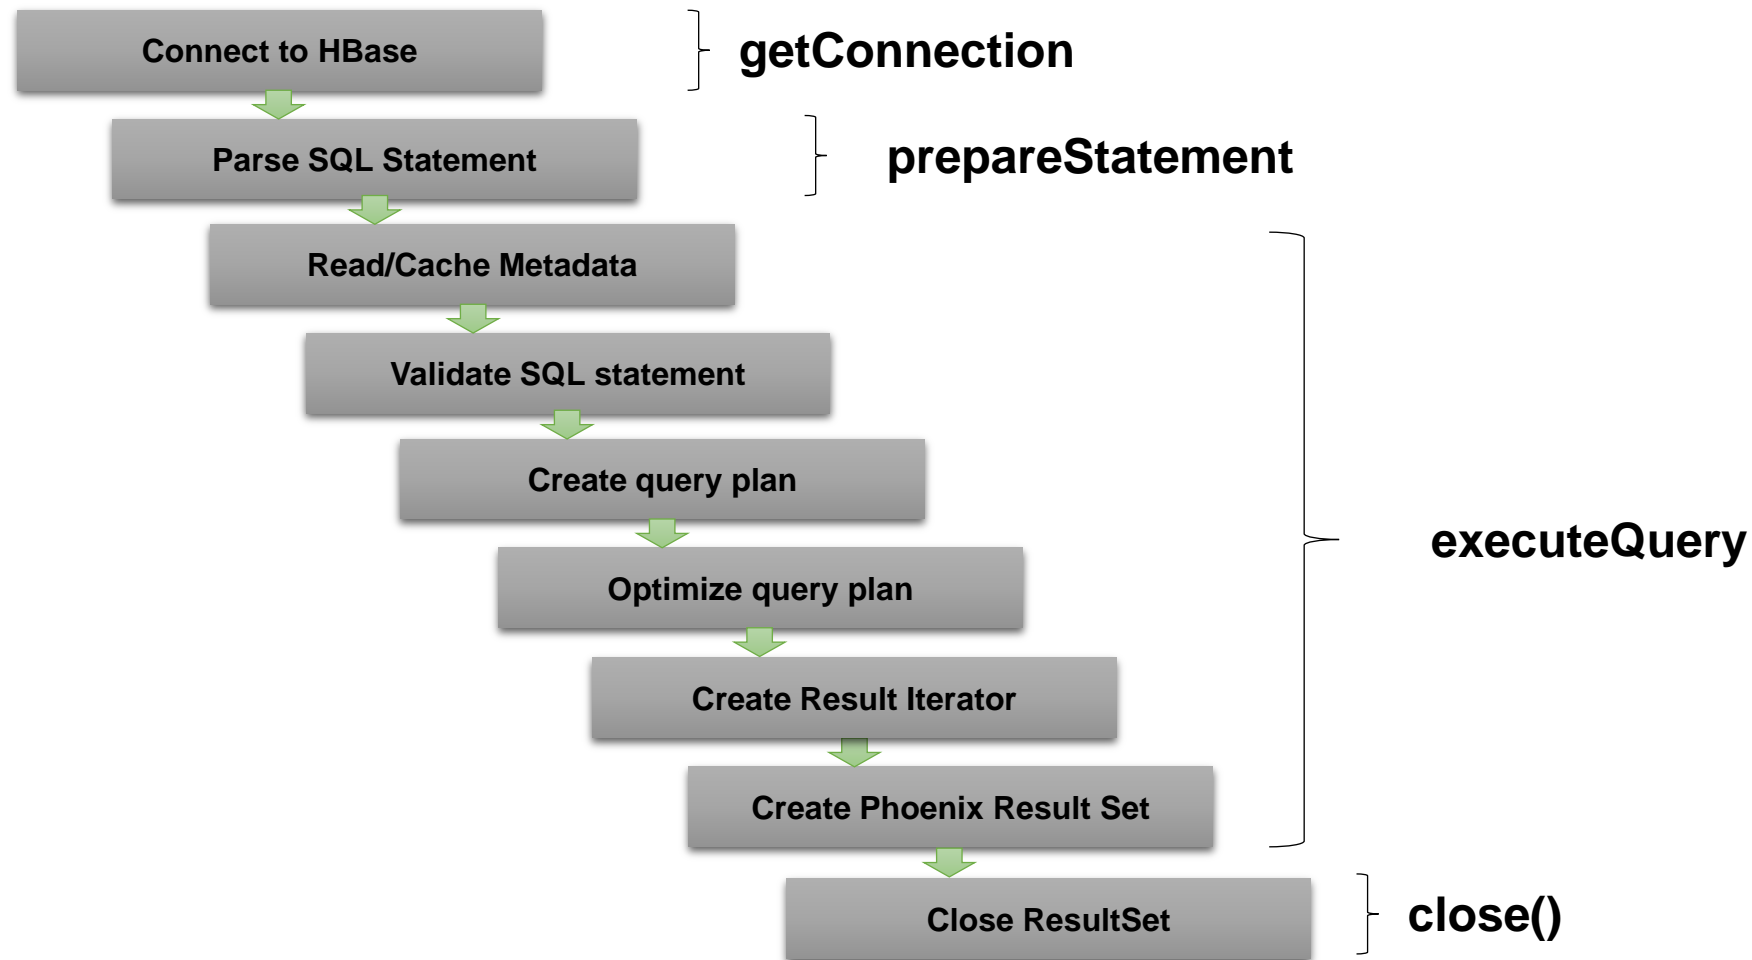 Connect to HBase
getConnection
Parse SQL Statement
prepareStatement
Read/Cache Metadata
Validate SQL statement
Create query plan
executeQuery
Optimize query plan
Create Result Iterator
Create Phoenix Result Set
Close ResultSet
close()